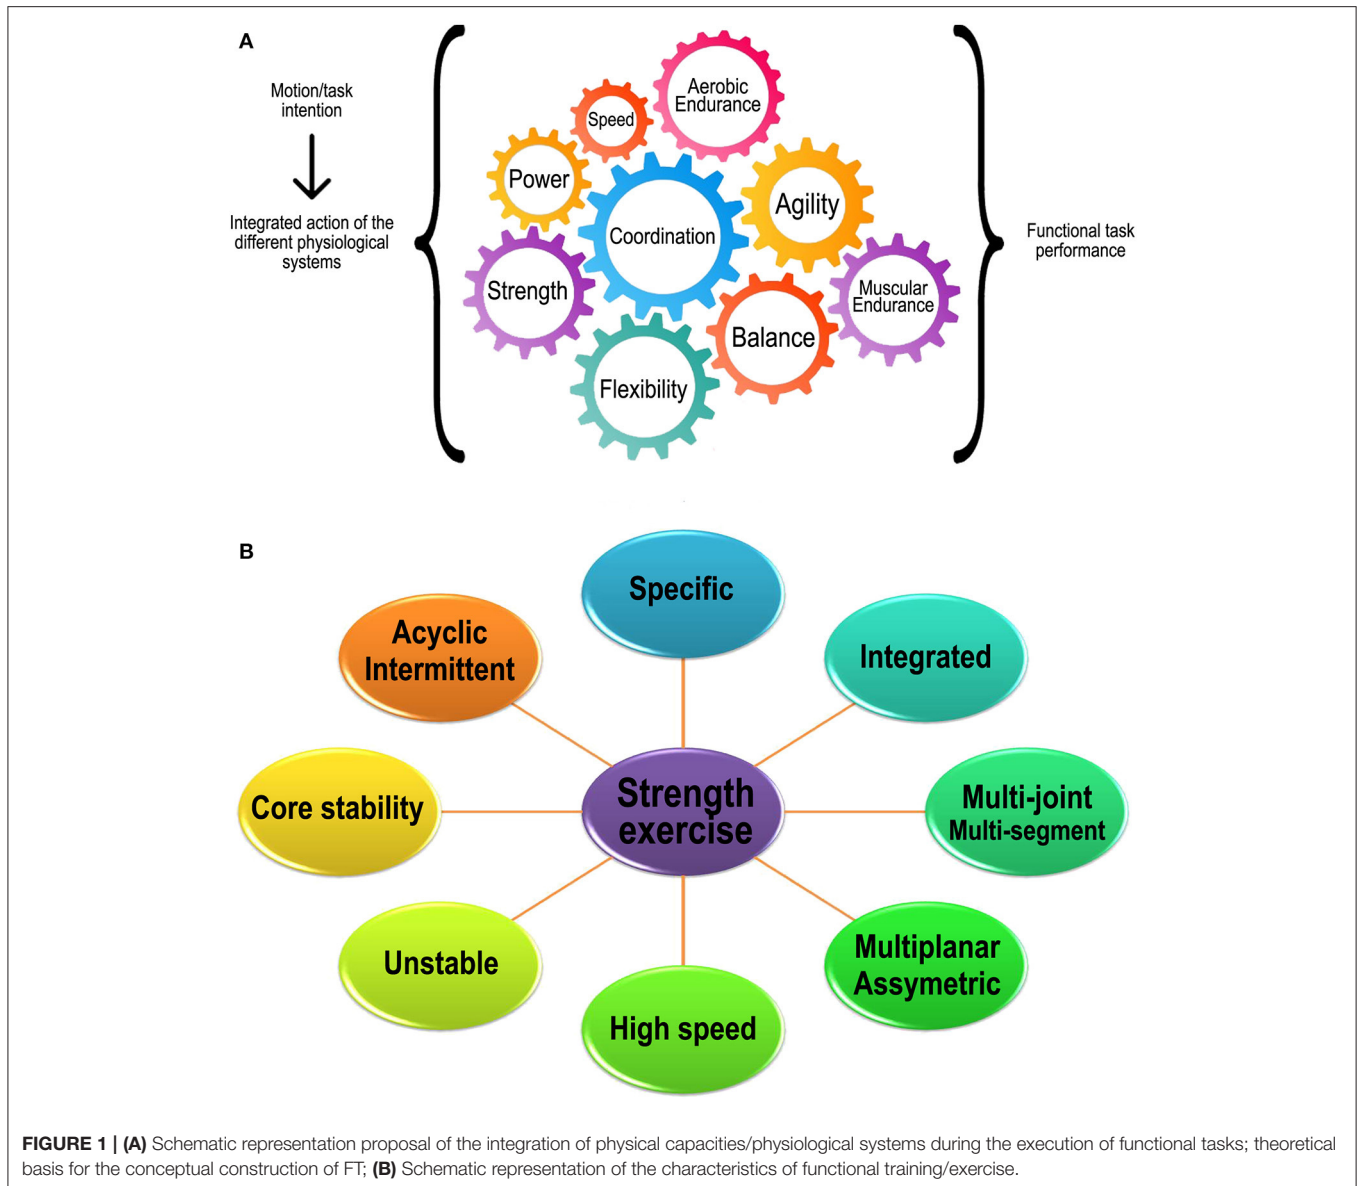 A
Motion/task
intention
Integrated action of the
different physiological
systems
Aerobic
Endurance
Speed
Power
Agility
Coordination
Strength
Muscular
Endurance
Balance
Flexibility
Functional task
performance
B
Specific
Acyclic
Intermittent
Integrated
Core stability
Strength
exercise
Multi-joint
Multi-segment
Unstable
Multiplanar
Assymetric
High speed
FIGURE 1 | (A) Schematic representation proposal of the integration of physical capacities/physiological systems during the execution of functional tasks; theoretical
basis for the conceptual construction of FT; (B) Schematic representation of the characteristics of functional training/exercise.